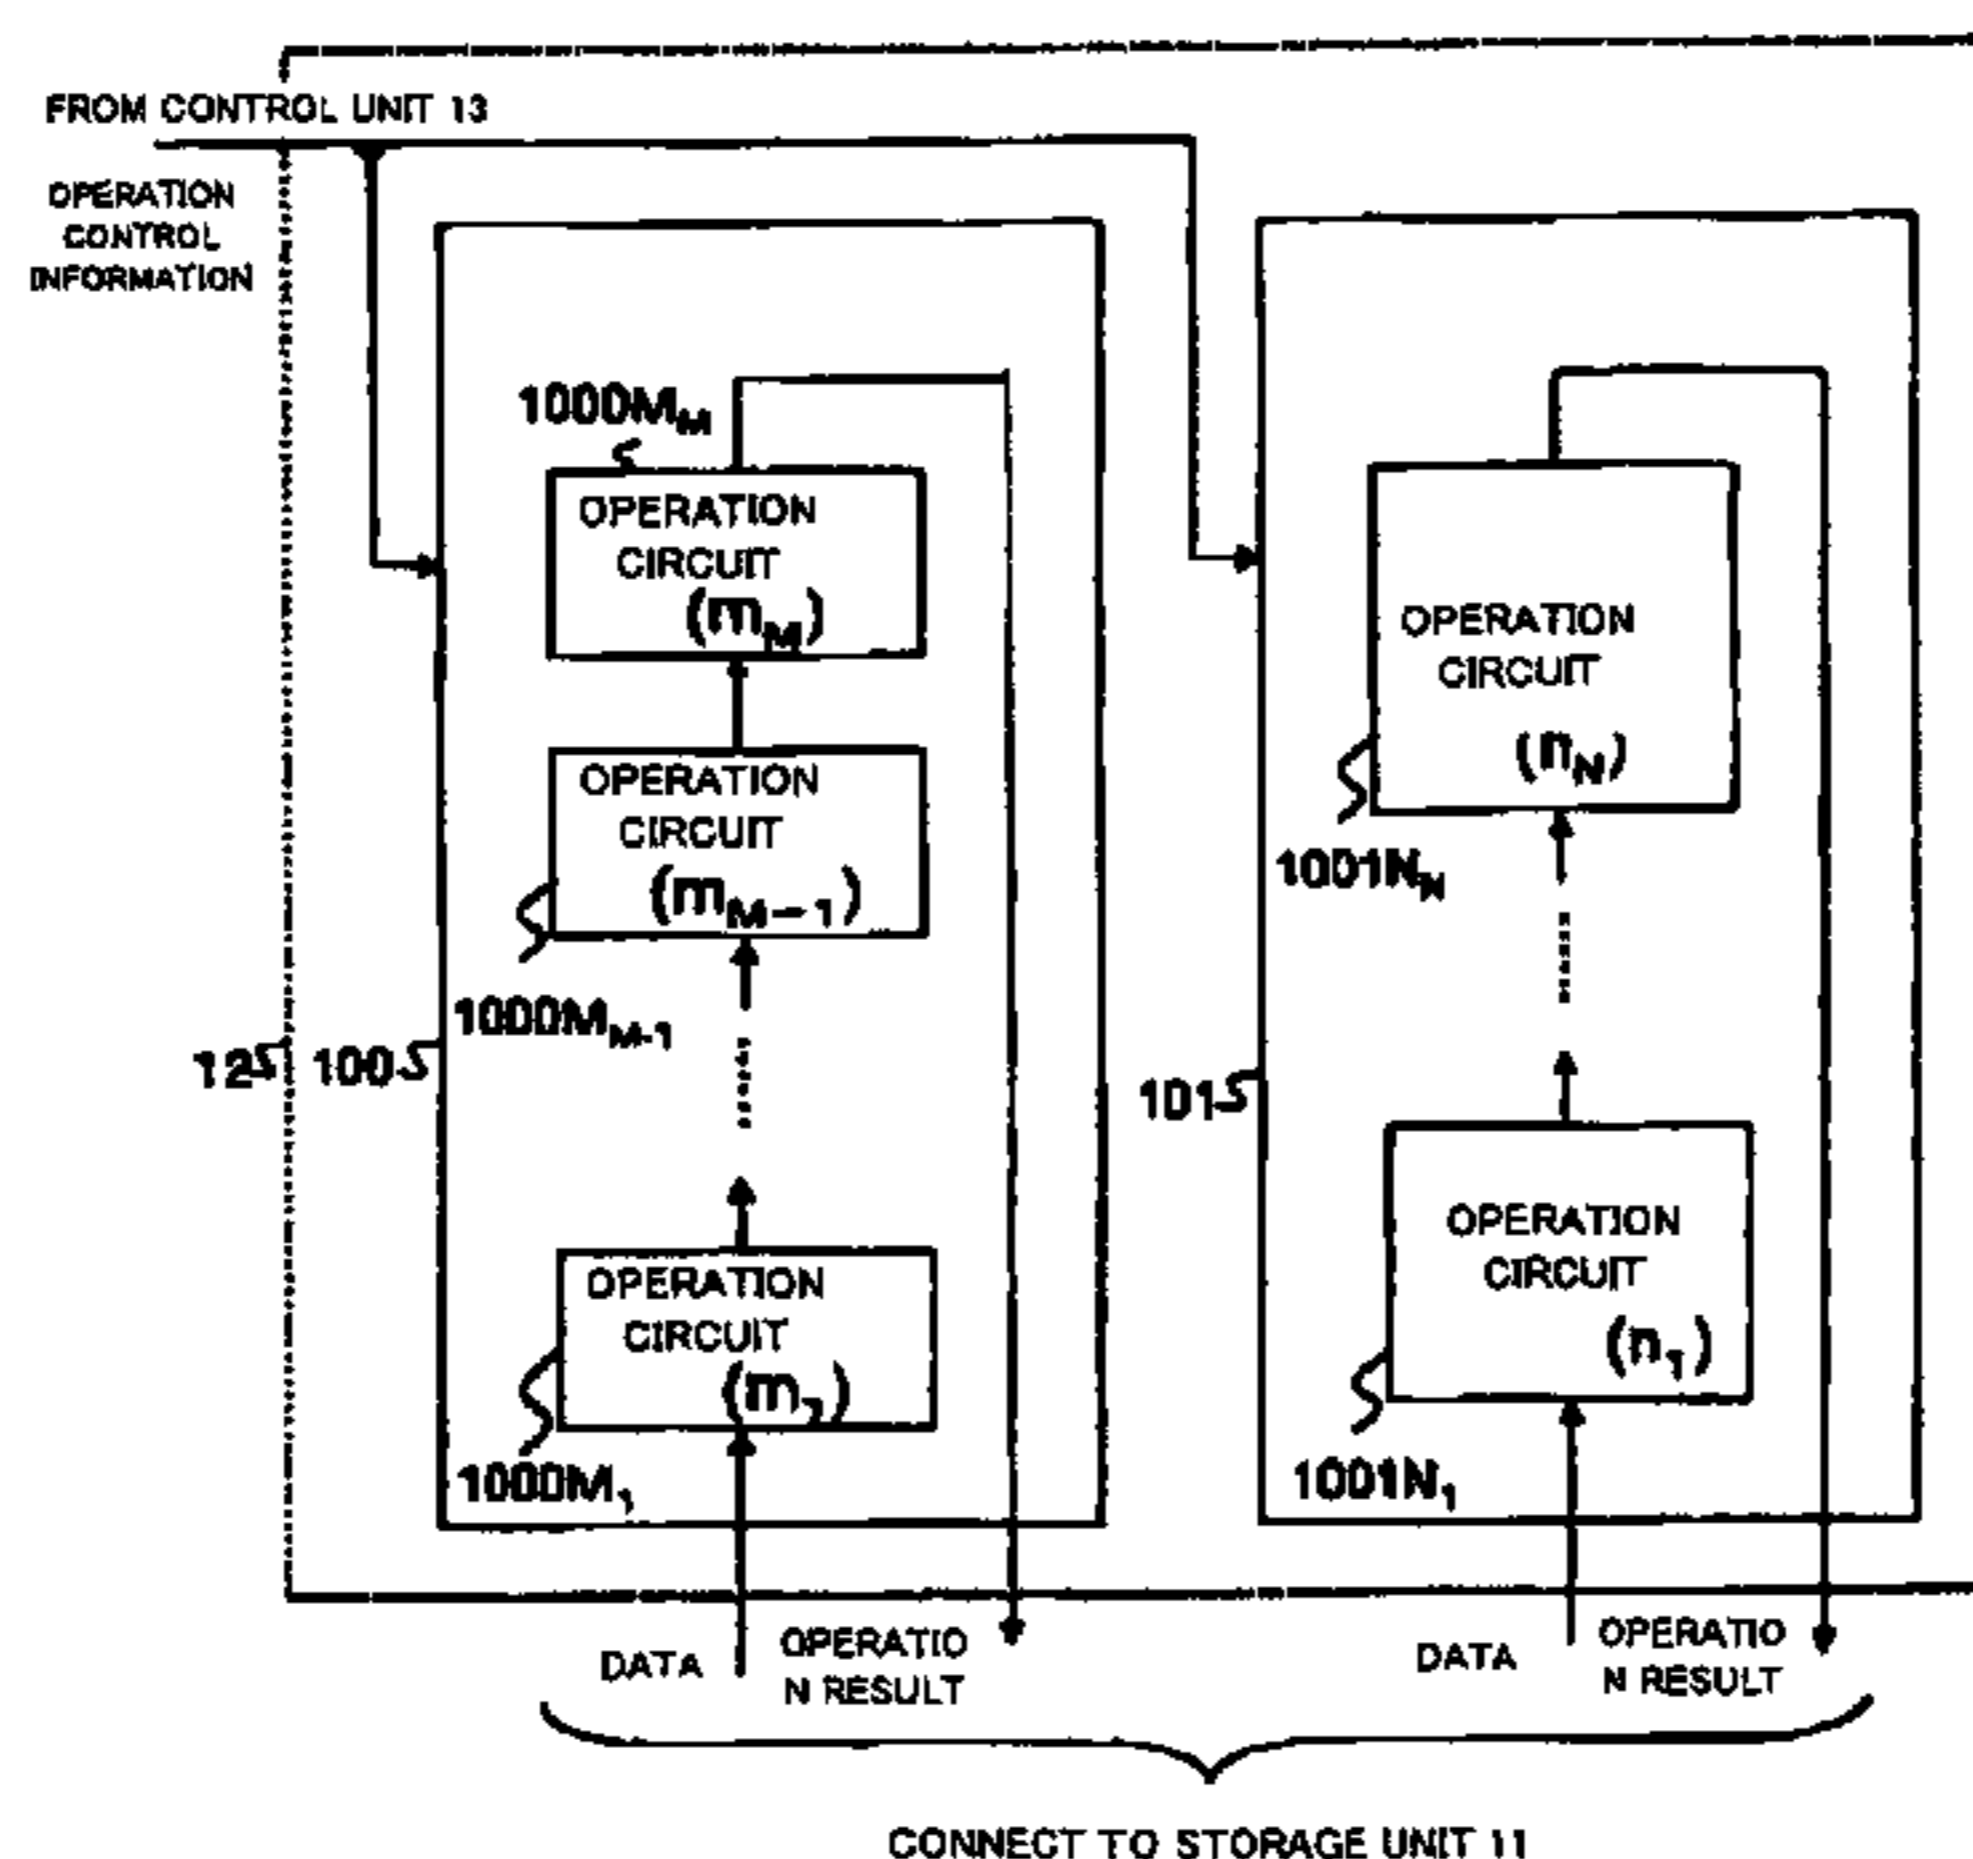 FROM CONTROL UNIT 13
OPERATION
CONTROL
INFORMATION
1000M_M
OPERATION
CIRCUIT
(m_M)
OPERATION
CIRCUIT
(m_{M-1})
1000M_{M-1}
12
100
OPERATION
CIRCUIT
(m_1)
1000M_1
OPERATION
CIRCUIT
(n_N)
1001N_N
101
OPERATION
CIRCUIT
(n_1)
1001N_1
DATA
OPERATIO
N RESULT
DATA
OPERATIO
N RESULT
CONNECT TO STORAGE UNIT 11